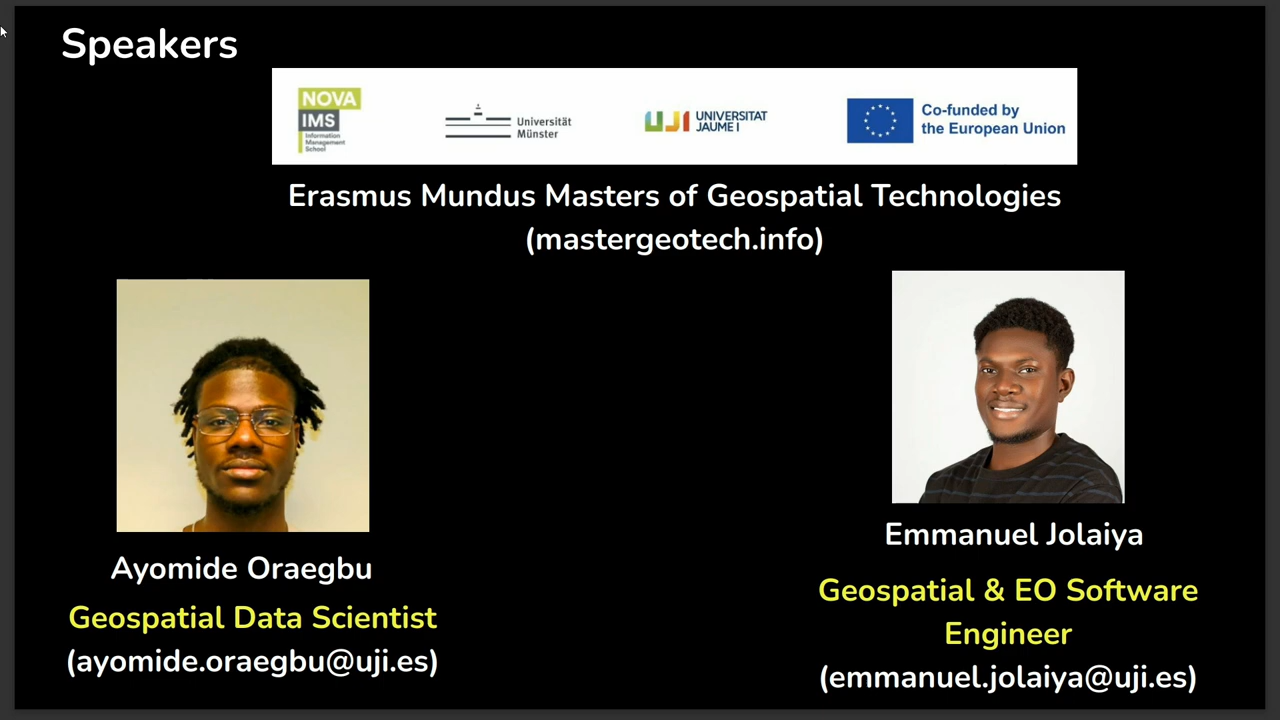 Speakers
NOVA
IMS
Information
Management
School
Universität
Münster
UJI UNIVERSITAT
JAUME I
Co-funded by
the European Union
Erasmus Mundus Masters of Geospatial Technologies
(mastergeotech.info)
Ayomide Oraegbu
Geospatial Data Scientist
(ayomide.oraegbu@uji.es)
Emmanuel Jolaiya
Geospatial & EO Software
Engineer
(emmanuel.jolaiya@uji.es)